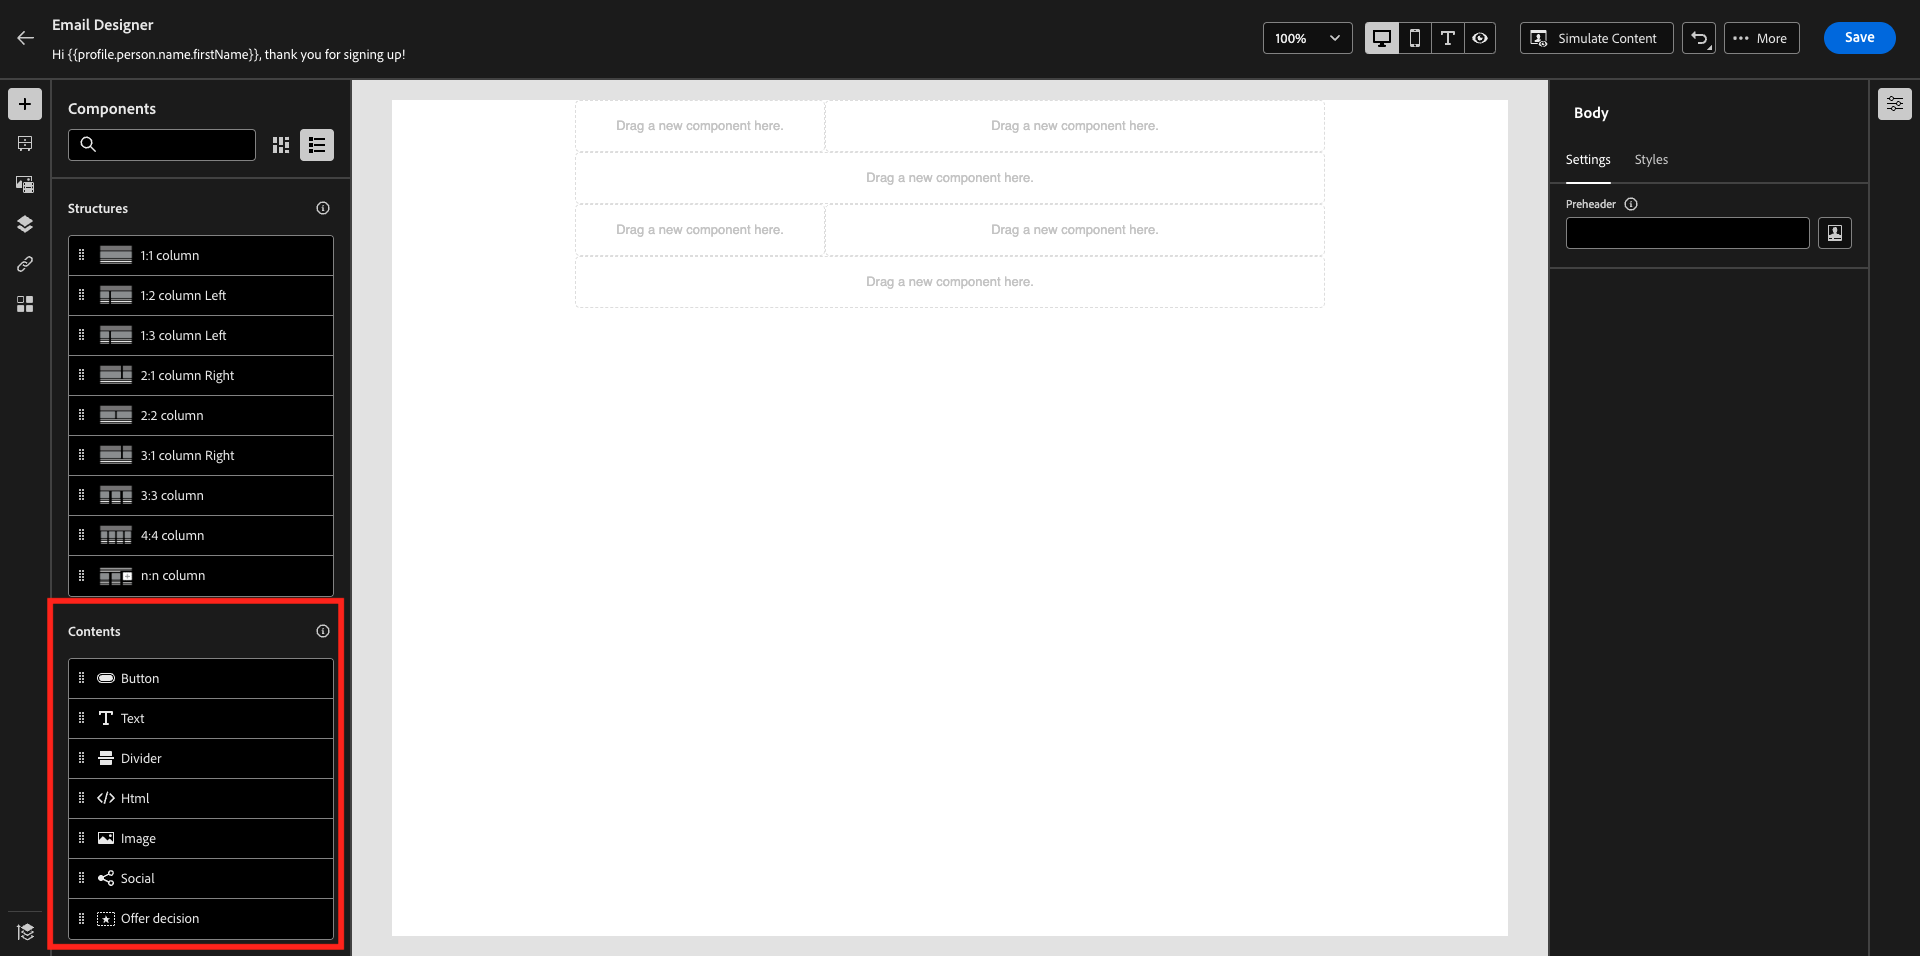 Email Designer
Hi {{profile.person.name.firstName}}, thank you for signing up!
100%
Simulate Content
More
Save
Components
Structures
1:1 column
1:2 column Left
1:3 column Left
2:1 column Right
2:2 column
3:1 column Right
3:3 column
4:4 column
n:n column
Contents
Button
Text
Divider
Html
Image
Social
Offer decision
Drag a new component here.
Drag a new component here.
Drag a new component here.
Drag a new component here.
Drag a new component here.
Drag a new component here.
Body
Settings
Styles
Preheader